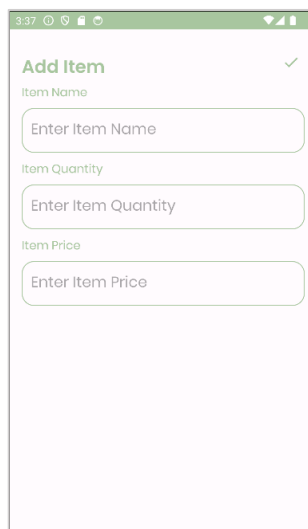 3:37
Add Item
Item Name
Enter Item Name
Item Quantity
Enter Item Quantity
Item Price
Enter Item Price